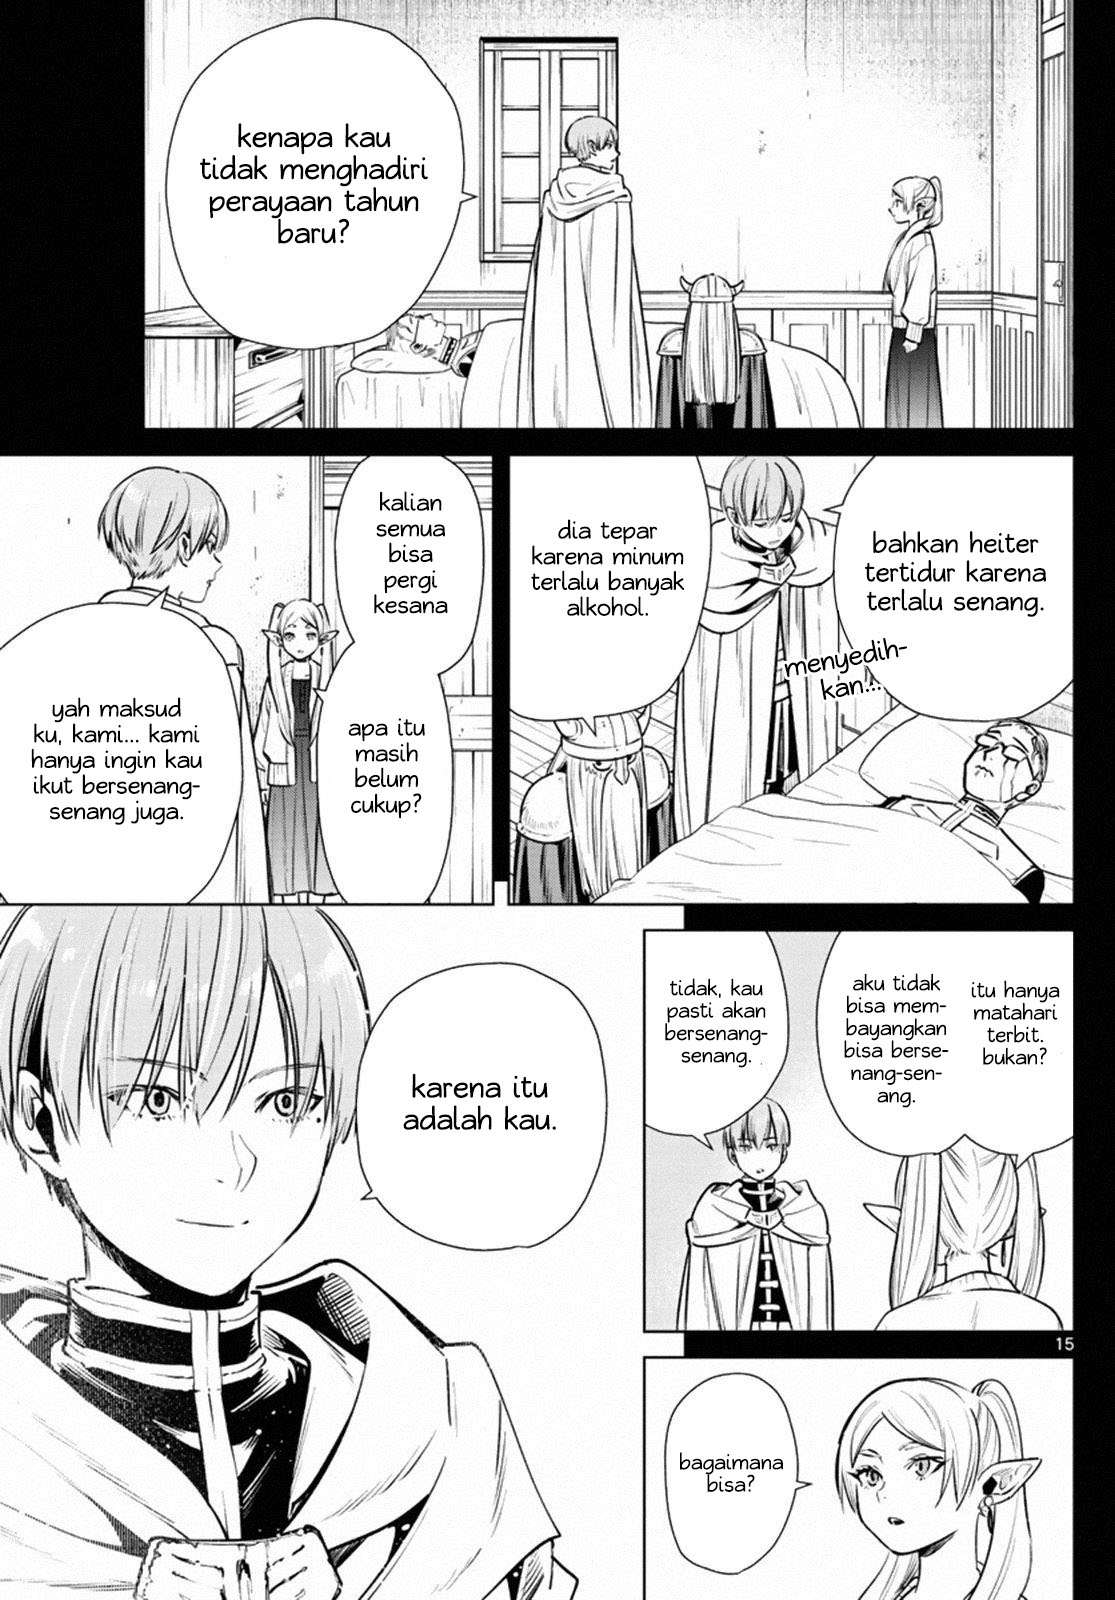 kenapa kau
tidak menghadiri
perayaan tahun
baru?
bahkan heiter
tertidur karena
terlalu senang.
menyedih-
kan...
dia tepar
karena minum
terlalu banyak
alkohol.
kalian
semua
bisa
pergi
kesana
apa itu
masih
belum
cukup?
yah maksud
ku, kami... kami
hanya ingin kau
ikut bersenang-
senang juga.
itu hanya
matahari
terbit.
bukan?
aku tidak
bisa mem-
bayangkan
bisa berse-
nang-sen-
ang.
tidak, kau
pasti akan
bersenang-
senang.
15
bagaimana
bisa?
karena itu
adalah kau.